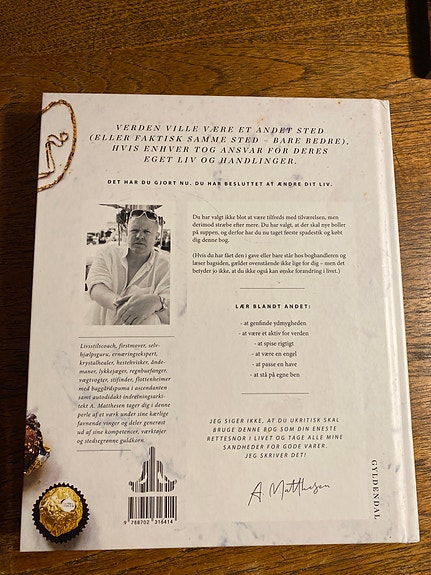 VERDEN VILLE VÆRE ET ANDET STED
(ELLER FAKTISK SAMME STED – BARE BEDRE),
HVIS ENHVER TOG ANSVAR FOR DERES
EGET LIV OG HANDLINGER.
DET HAR DU GJORT NU. DU HAR BESLUTTET AT ÆNDRE DIT LIV.
Du har valgt ikke blot at være tilfreds med tilværelsen, men
derimod stræbe efter mere. Du har valgt, at der skal nye boller
på suppen, og derfor har du nu taget første spadestik og købt
dig denne bog.
(Hvis du har fået den i gave eller bare står hos boghandleren og
læser bagsiden, gælder ovenstående ikke lige for dig – men det
betyder jo ikke, at du ikke også kan ønske forandring i livet.)
LÆR BLANDT ANDET:
- at genfinde ydmygheden
- at være et aktiv for verden
- at spise rigtigt
- at være en engel
- at passe en have
- at stå på egne ben
Livsstilscoach, firstmover, selv-
hjælpsguru, ernæringsekspert,
krystalhealer, hestehvisker, ånde-
maner, lykkejæger, regnbuefanger,
vægtvogter, stifinder, flottenheimer
med baggårdspuma i ascendanten
samt autodidakt indretningsarki-
tekt A. Matthesen tager dig i denne
perle af et værk under sine kærlige
favnende vinger og deler generøst
ud af sine kompetencer, værktøjer
og stedsegrønne guldkorn.
JEG SIGER IKKE, AT DU UKRITISK SKAL
BRUGE DENNE BOG SOM DIN ENESTE
RETTESNOR I LIVET OG TAGE ALLE MINE
SANDHEDER FOR GODE VARER.
JEG SKRIVER DET!
A. Matthesen
GYLDENDAL
9 788702 316414